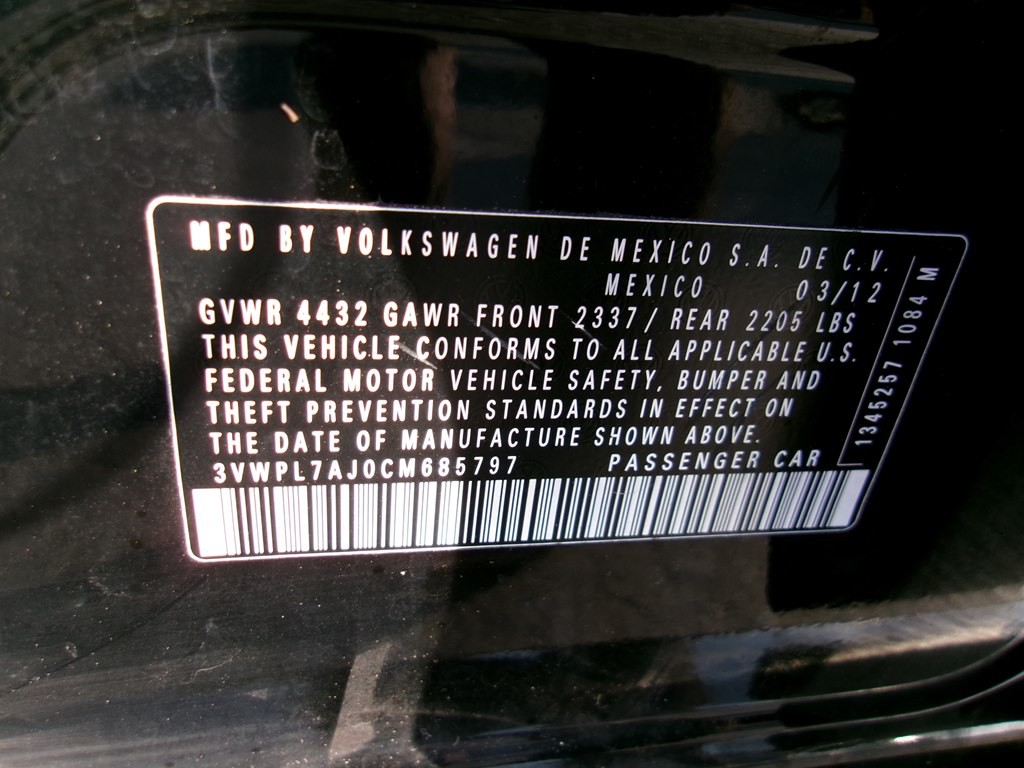 MFD BY VOLKSWAGEN DE MEXICO S.A. DE C.V.
MEXICO 03/12
GVWR 4432 GAWR FRONT 2337/ REAR 2205 LBS
THIS VEHICLE CONFORMS TO ALL APPLICABLE U.S.
FEDERAL MOTOR VEHICLE SAFETY, BUMPER AND
THEFT PREVENTION STANDARDS IN EFFECT ON
THE DATE OF MANUFACTURE SHOWN ABOVE.
3VWPL7AJ0CM685797 PASSENGER CAR
1345257 1084 M